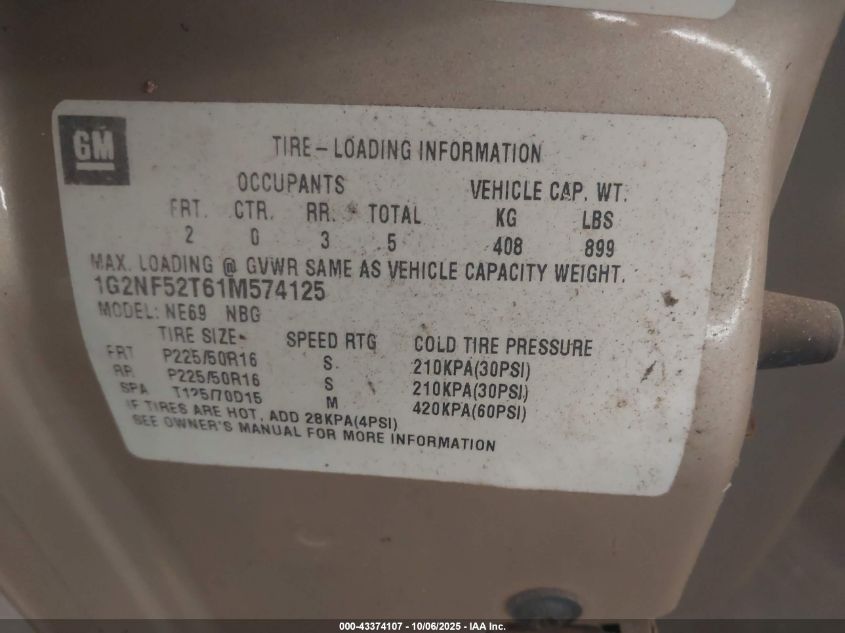 GM
TIRE - LOADING INFORMATION
OCCUPANTS VEHICLE CAP. WT.
FRT. CTR. RR. TOTAL KG LBS
2 0 3 5 408 899
MAX. LOADING @ GVWR SAME AS VEHICLE CAPACITY WEIGHT.
1G2NF52T61M574125
MODEL: NE69 NBG
TIRE SIZE SPEED RTG COLD TIRE PRESSURE
FRT P225/50R16 S 210KPA(30PSI)
RR P225/50R16 S 210KPA(30PSI)
SPA T125/70D15 M 420KPA(60PSI)
IF TIRES ARE HOT, ADD 28KPA(4PSI)
SEE OWNER'S MANUAL FOR MORE INFORMATION
000-43374107 - 10/06/2025 - IAA Inc.